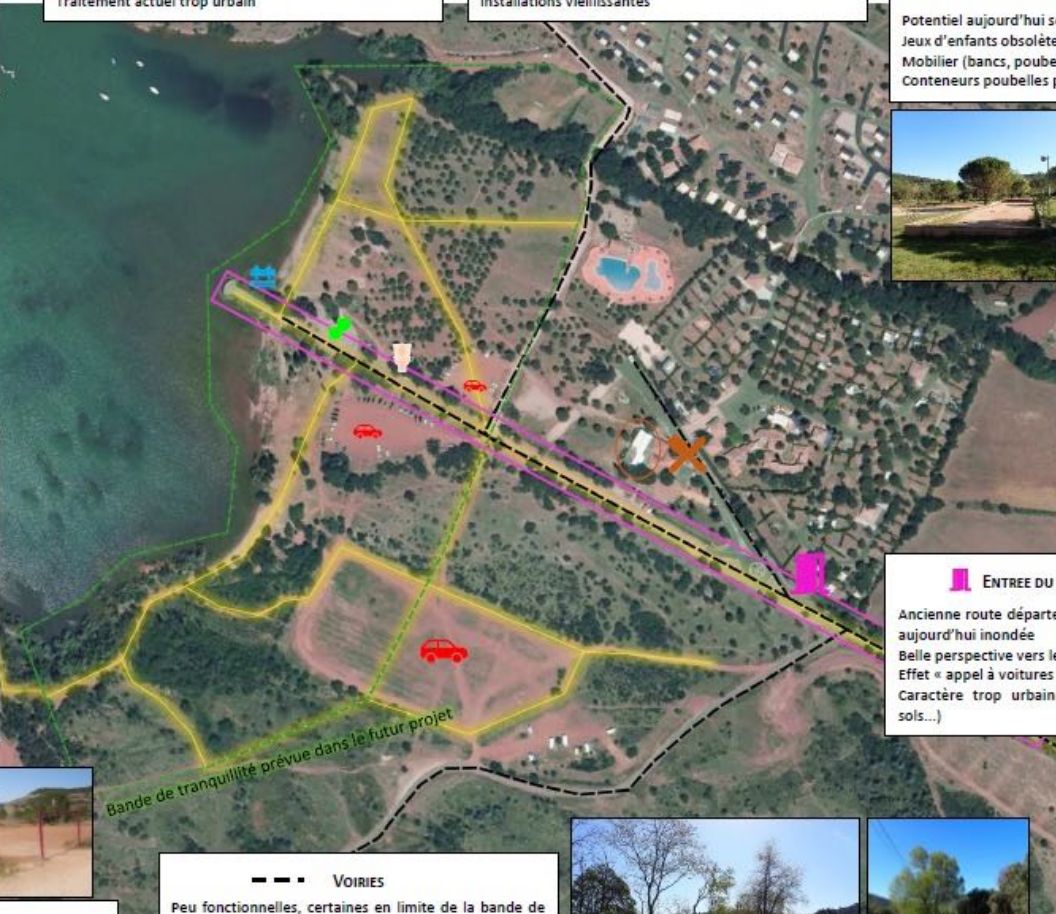 Traitement actuel trop urbain
Installations vieillissantes
Potentiel aujourd'hui
Jeux d'enfants obsolète
Mobilier (bancs, poube
Conteneurs poubelles
ENTREE DU
Ancienne route départe
aujourd'hui inondée
Belle perspective vers le
Effet « appel à voitures
Caractère trop urbain
sols...)
Bande de tranquillité prévue dans le futur projet
VOIRIES
Peu fonctionnelles, certaines en limite de la bande de